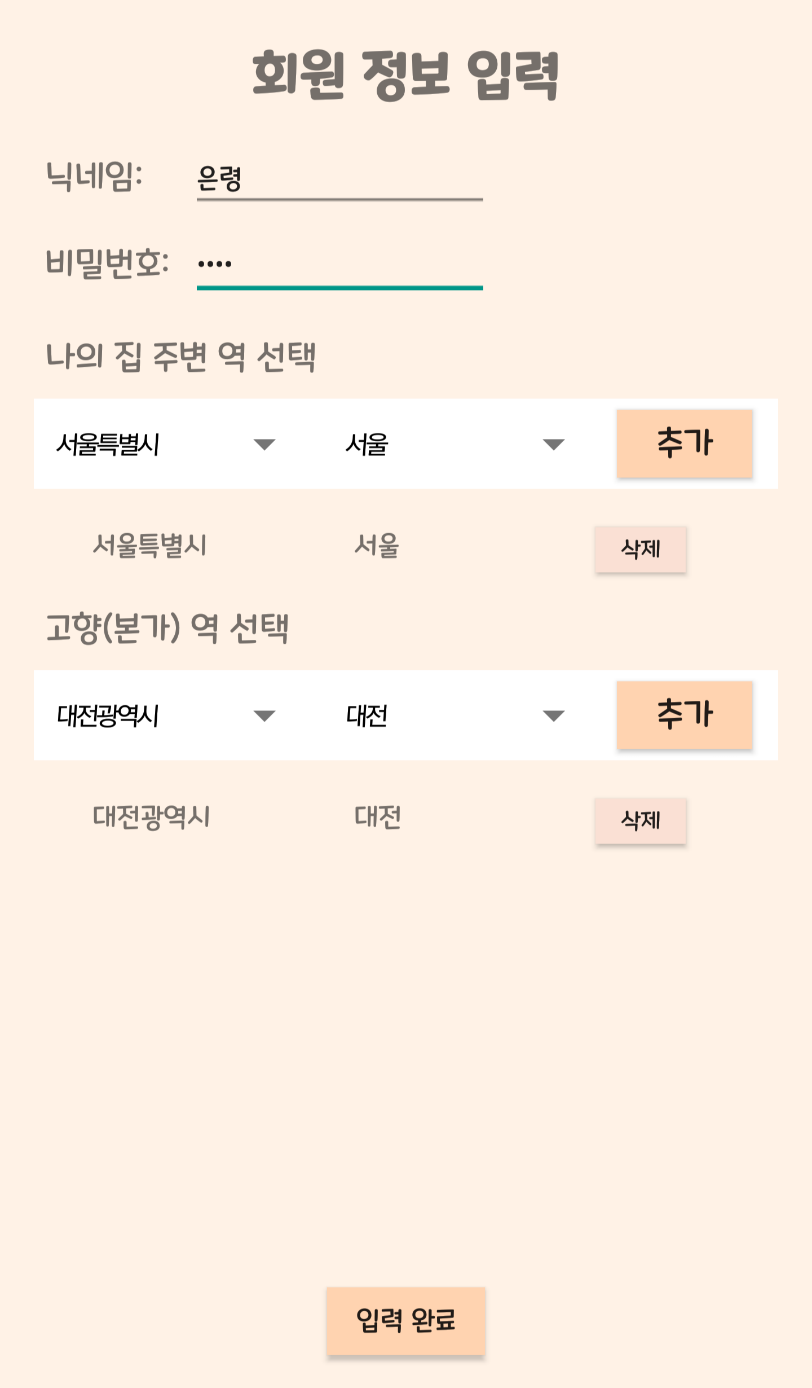 회원 정보 입력
닉네임: 은령
비밀번호: ••••
나의 집 주변 역 선택
서울특별시 서울 추가
서울특별시 서울 삭제
고향(본가) 역 선택
대전광역시 대전 추가
대전광역시 대전 삭제
입력 완료